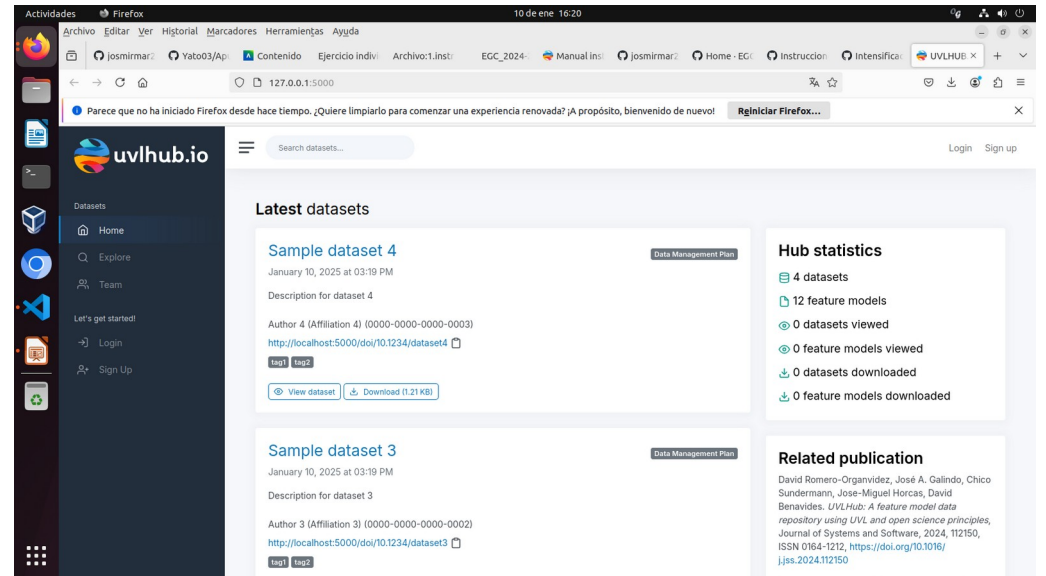 Actividades
Firefox
10 de ene 16:20
Archivo Editar Ver Historial Marcadores Herramientas Ayuda
josmirmar2
Yato03/Ap
Contenido
Ejercicio indivi
Archivo:1.instr
EGC_2024-
Manual ins
josmirmar2
Home · EGC
Instruccion
Intensifica
UVLHUB
127.0.0.1:5000
Parece que no ha iniciado Firefox desde hace tiempo. ¿Quiere limpiarlo para comenzar una experiencia renovada? ¡A propósito, bienvenido de nuevo!
Reiniciar Firefox...
uvlhub.io
Search datasets...
Login
Sign up
Datasets
Home
Explore
Team
Let's get started!
Login
Sign Up
Latest datasets
Sample dataset 4
Data Management Plan
January 10, 2025 at 03:19 PM
Description for dataset 4
Author 4 (Affiliation 4) (0000-0000-0000-0003)
http://localhost:5000/doi/10.1234/dataset4
tag1 tag2
View dataset
Download (1.21 KB)
Sample dataset 3
Data Management Plan
January 10, 2025 at 03:19 PM
Description for dataset 3
Author 3 (Affiliation 3) (0000-0000-0000-0002)
http://localhost:5000/doi/10.1234/dataset3
tag1 tag2
Hub statistics
4 datasets
12 feature models
0 datasets viewed
0 feature models viewed
0 datasets downloaded
0 feature models downloaded
Related publication
David Romero-Organvidez, José A. Galindo, Chico
Sundermann, Jose-Miguel Horcas, David
Benavides. UVLHub: A feature model data
repository using UVL and open science principles,
Journal of Systems and Software, 2024, 112150,
ISSN 0164-1212, https://doi.org/10.1016/
j.jss.2024.112150